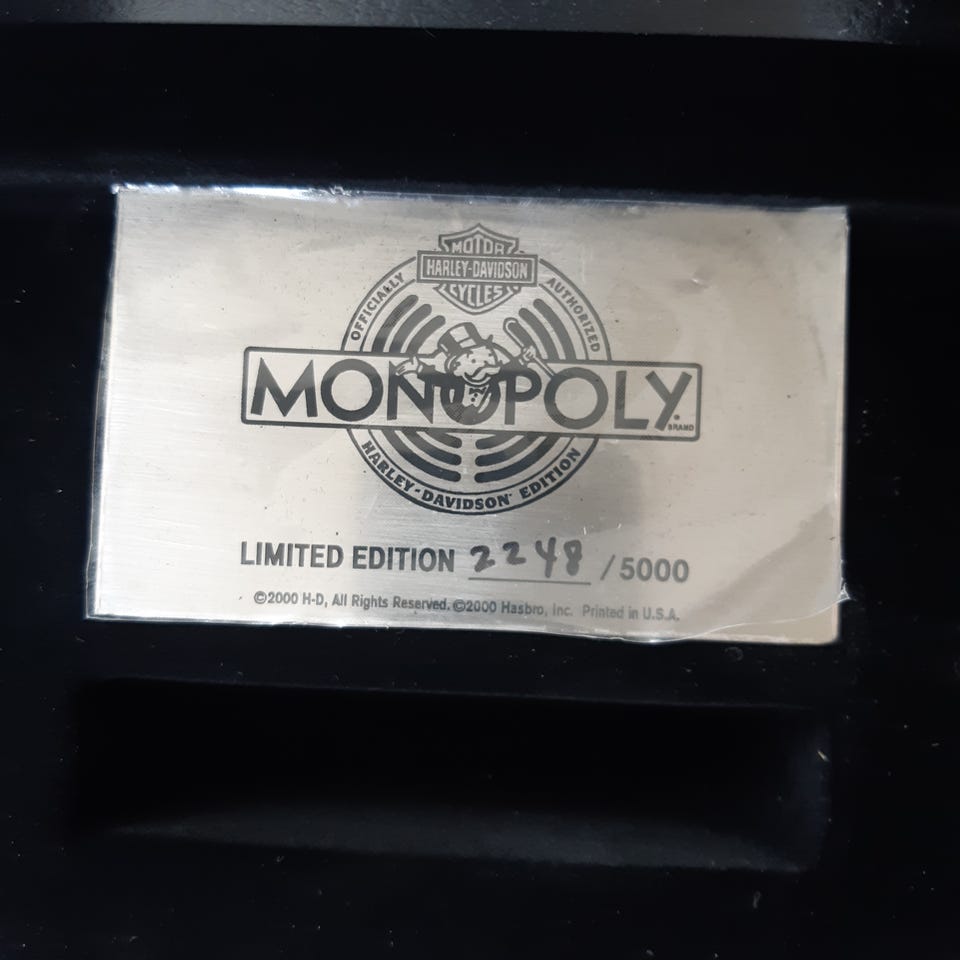 MOTOR
HARLEY-DAVIDSON
CYCLES
OFFICIALLY AUTHORIZED
MONOPOLY®
BRAND
HARLEY-DAVIDSON® EDITION
LIMITED EDITION 2248 /5000
©2000 H-D, All Rights Reserved. ©2000 Hasbro, Inc. Printed in U.S.A.